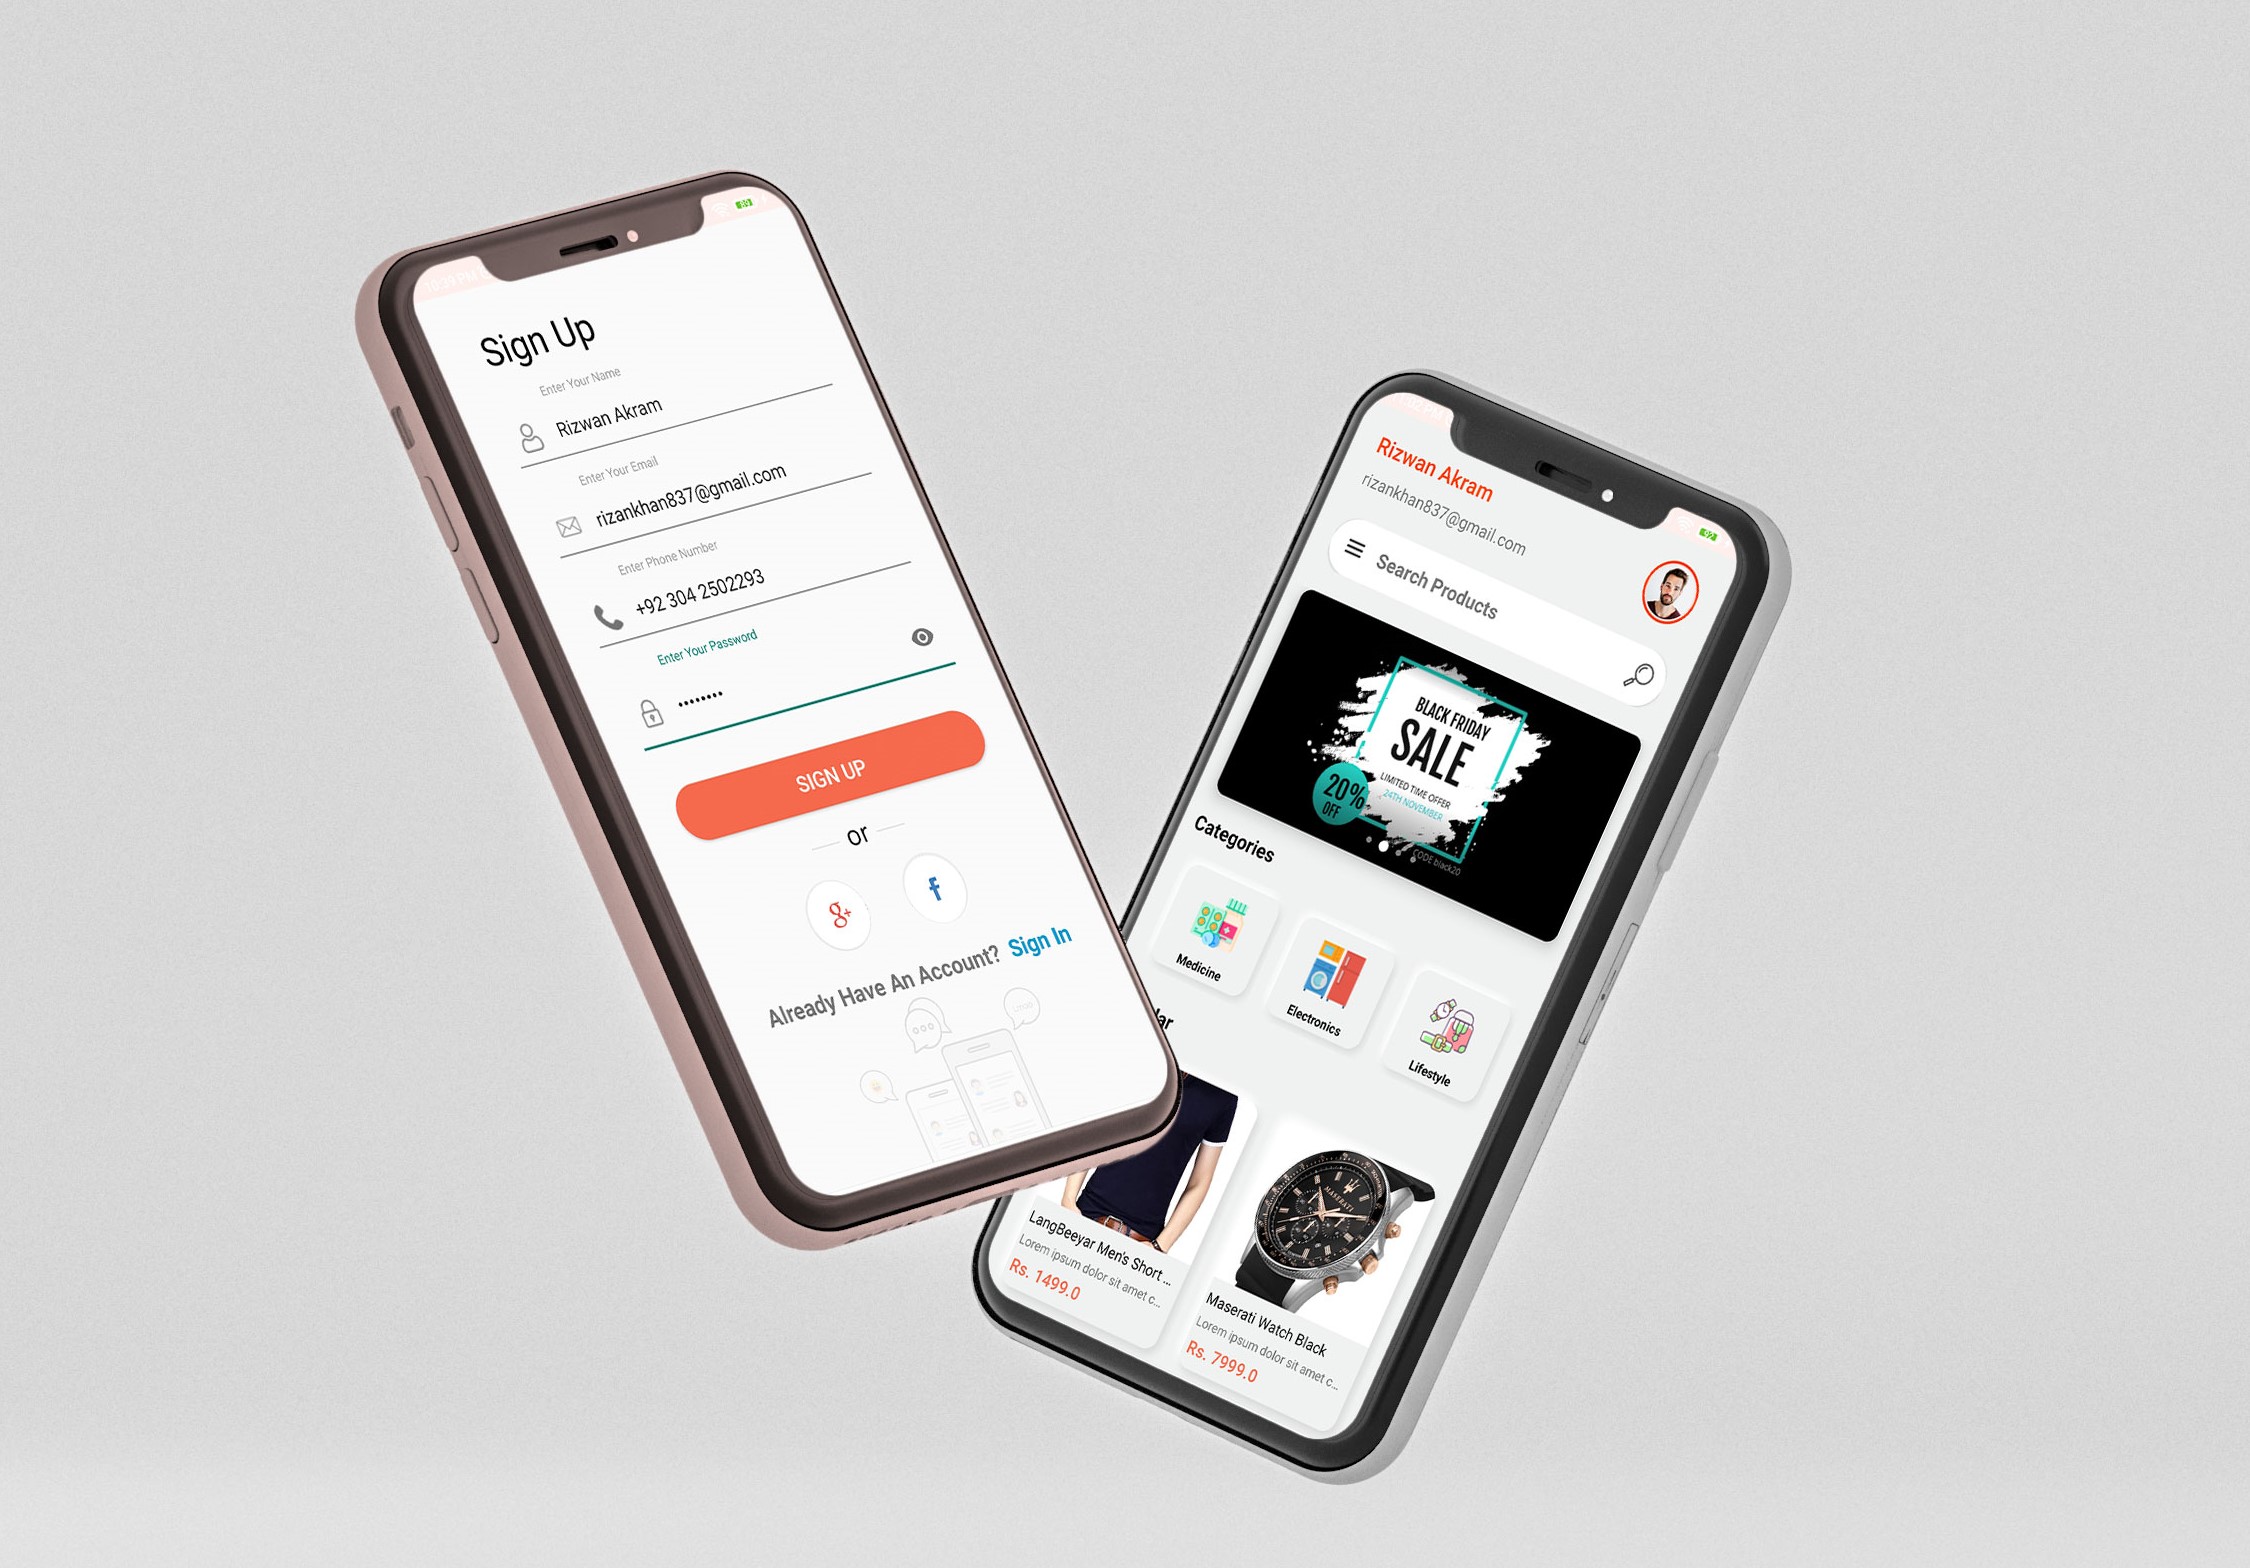 Sign Up
Enter Your Name
Rizwan Akram
Enter Your Email
rizankhan837@gmail.com
Enter Phone Number
+92 304 2502293
Enter Your Password
••••••••
SIGN UP
or
g+
f
Already Have An Account? Sign In
Rizwan Akram
rizankhan837@gmail.com
Search Products
BLACK FRIDAY
SALE
LIMITED TIME OFFER
24TH NOVEMBER
20%
OFF
CODE black20
Categories
Medicine
Electronics
Lifestyle
lar
MASERATI
LangBeeyar Men's Short ...
Lorem ipsum dolor sit amet c...
Rs. 1499.0
Maserati Watch Black
Lorem ipsum dolor sit amet c...
Rs. 7999.0